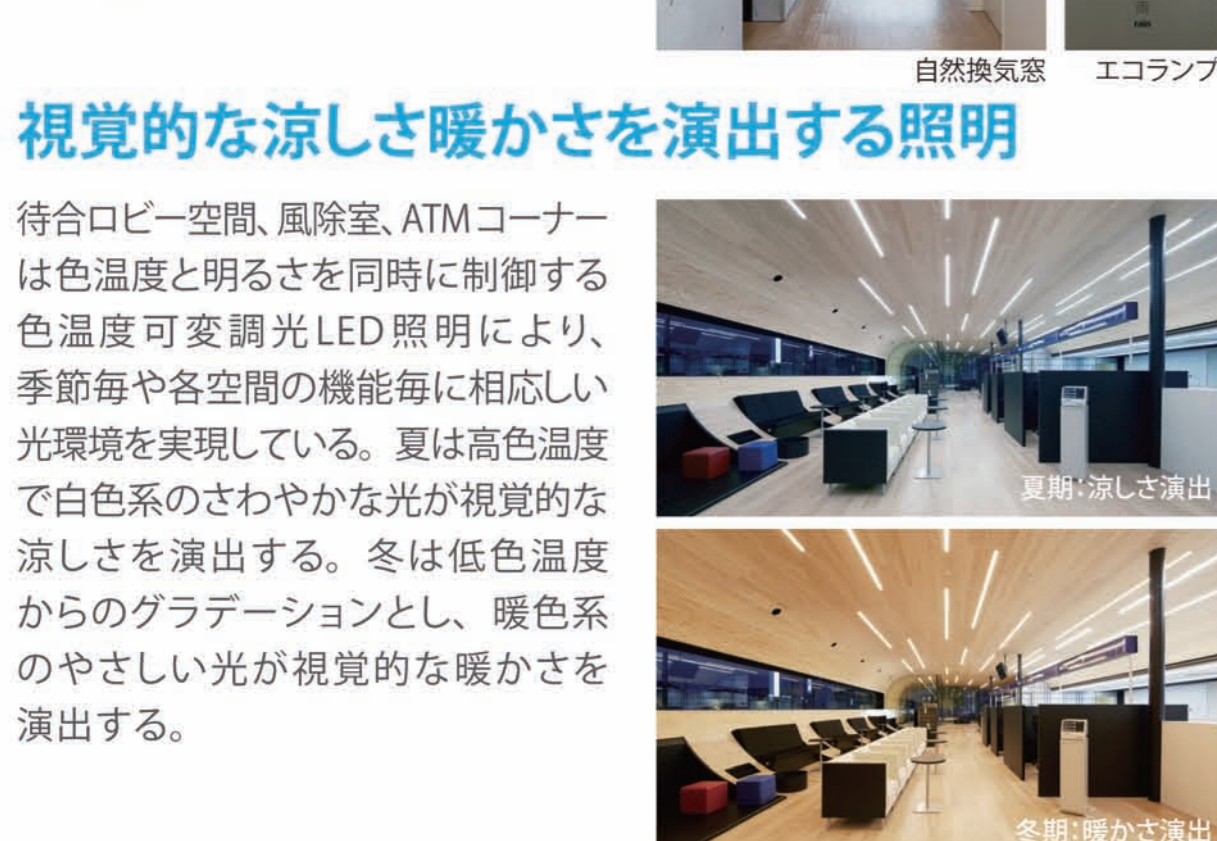 雨
自然換気窓
エコランプ
視覚的な涼しさ暖かさを演出する照明
待合ロビー空間、風除室、ATMコーナー
は色温度と明るさを同時に制御する
色温度可変調光LED照明により、
季節毎や各空間の機能毎に相応しい
光環境を実現している。夏は高色温度
で白色系のさわやかな光が視覚的な
涼しさを演出する。冬は低色温度
からのグラデーションとし、暖色系
のやさしい光が視覚的な暖かさを
演出する。
夏期：涼しさ演出
冬期：暖かさ演出